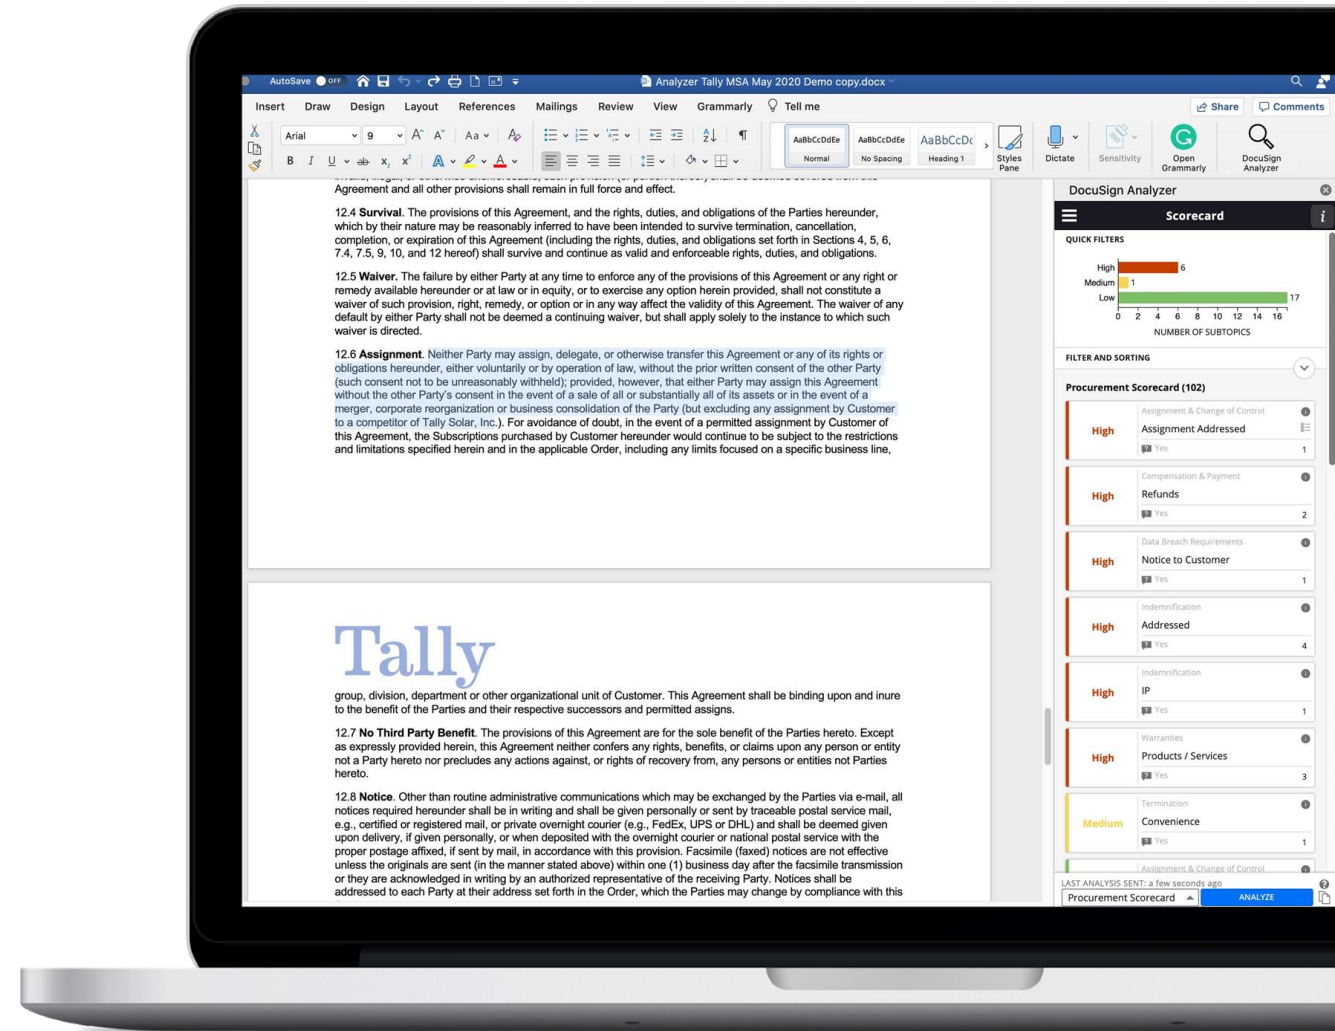 AutoSave OFF
Analyzer Tally MSA May 2020 Demo copy.docx
Insert Draw Design Layout References Mailings Review View Grammarly Tell me
Share Comments
Arial 9
Aa
B I U ab x x
A A
AaBbCcDdEe AaBbCcDdEe AaBbCcDc
Normal No Spacing Heading 1
Styles Pane
Dictate
Sensitivity
Open Grammarly
DocuSign Analyzer
Agreement and all other provisions shall remain in full force and effect.
12.4 Survival. The provisions of this Agreement, and the rights, duties, and obligations of the Parties hereunder,
which by their nature may be reasonably inferred to have been intended to survive termination, cancellation,
completion, or expiration of this Agreement (including the rights, duties, and obligations set forth in Sections 4, 5, 6,
7.4, 7.5, 9, 10, and 12 hereof) shall survive and continue as valid and enforceable rights, duties, and obligations.
12.5 Waiver. The failure by either Party at any time to enforce any of the provisions of this Agreement or any right or
remedy available hereunder or at law or in equity, or to exercise any option herein provided, shall not constitute a
waiver of such provision, right, remedy, or option or in any way affect the validity of this Agreement. The waiver of any
default by either Party shall not be deemed a continuing waiver, but shall apply solely to the instance to which such
waiver is directed.
12.6 Assignment. Neither Party may assign, delegate, or otherwise transfer this Agreement or any of its rights or
obligations hereunder, either voluntarily or by operation of law, without the prior written consent of the other Party
(such consent not to be unreasonably withheld); provided, however, that either Party may assign this Agreement
without the other Party's consent in the event of a sale of all or substantially all of its assets or in the event of a
merger, corporate reorganization or business consolidation of the Party (but excluding any assignment by Customer
to a competitor of Tally Solar, Inc.). For avoidance of doubt, in the event of a permitted assignment by Customer of
this Agreement, the Subscriptions purchased by Customer hereunder would continue to be subject to the restrictions
and limitations specified herein and in the applicable Order, including any limits focused on a specific business line,
Tally
group, division, department or other organizational unit of Customer. This Agreement shall be binding upon and inure
to the benefit of the Parties and their respective successors and permitted assigns.
12.7 No Third Party Benefit. The provisions of this Agreement are for the sole benefit of the Parties hereto. Except
as expressly provided herein, this Agreement neither confers any rights, benefits, or claims upon any person or entity
not a Party hereto nor precludes any actions against, or rights of recovery from, any persons or entities not Parties
hereto.
12.8 Notice. Other than routine administrative communications which may be exchanged by the Parties via e-mail, all
notices required hereunder shall be in writing and shall be given personally or sent by traceable postal service mail,
e.g., certified or registered mail, or private overnight courier (e.g., FedEx, UPS or DHL) and shall be deemed given
upon delivery, if given personally, or when deposited with the overnight courier or national postal service with the
proper postage affixed, if sent by mail, in accordance with this provision. Facsimile (faxed) notices are not effective
unless the originals are sent (in the manner stated above) within one (1) business day after the facsimile transmission
or they are acknowledged in writing by an authorized representative of the receiving Party. Notices shall be
addressed to each Party at their address set forth in the Order, which the Parties may change by compliance with this
DocuSign Analyzer
Scorecard i
QUICK FILTERS
High 6
Medium 1
Low 17
0 2 4 6 8 10 12 14 16
NUMBER OF SUBTOPICS
FILTER AND SORTING
Procurement Scorecard (102)
Assignment & Change of Control
High Assignment Addressed
Yes 1
Compensation & Payment
High Refunds
Yes 2
Data Breach Requirements
High Notice to Customer
Yes 1
Indemnification
High Addressed
Yes 4
Indemnification
High IP
Yes 1
Warranties
High Products / Services
Yes 3
Termination
Medium Convenience
Yes 1
Assignment & Change of Control
LAST ANALYSIS SENT: a few seconds ago
Procurement Scorecard ANALYZE